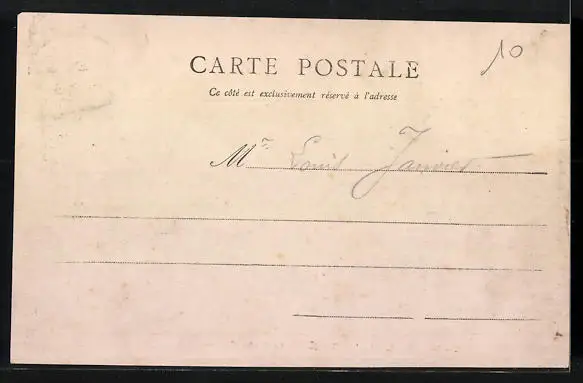 10
CARTE POSTALE
Ce côté est exclusivement réservé à l'adresse
Mr Louis Janvier